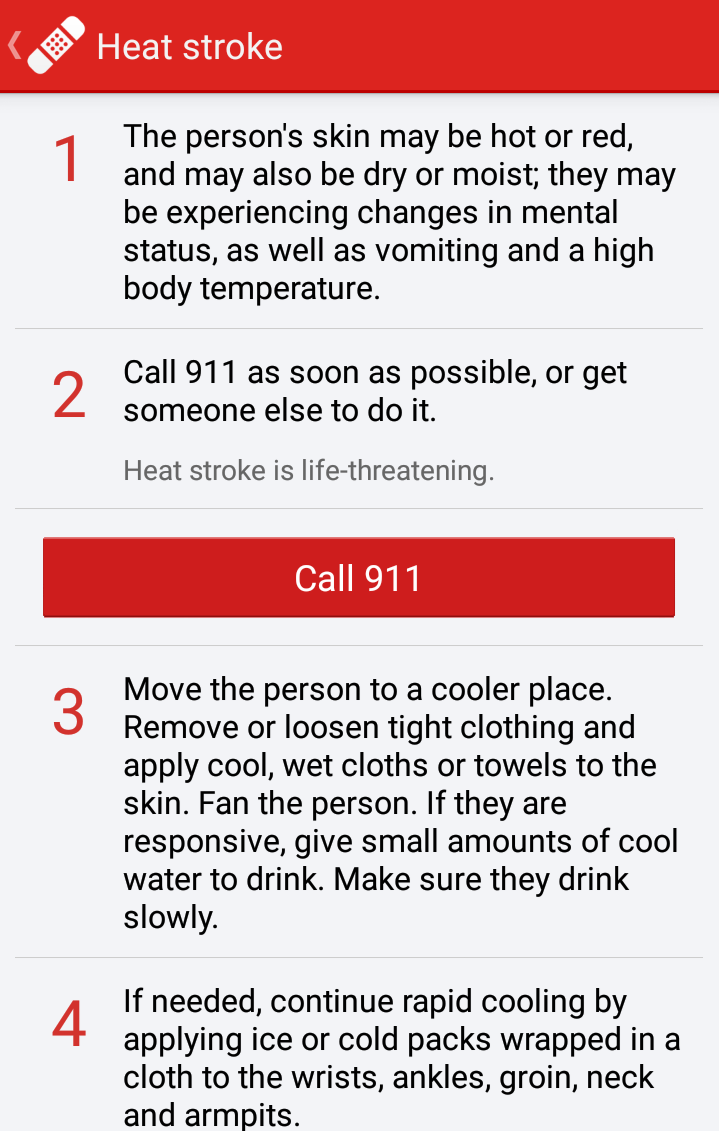 Heat stroke
1
The person's skin may be hot or red,
and may also be dry or moist; they may
be experiencing changes in mental
status, as well as vomiting and a high
body temperature.
2
Call 911 as soon as possible, or get
someone else to do it.
Heat stroke is life-threatening.
Call 911
3
Move the person to a cooler place.
Remove or loosen tight clothing and
apply cool, wet cloths or towels to the
skin. Fan the person. If they are
responsive, give small amounts of cool
water to drink. Make sure they drink
slowly.
4
If needed, continue rapid cooling by
applying ice or cold packs wrapped in a
cloth to the wrists, ankles, groin, neck
and armpits.